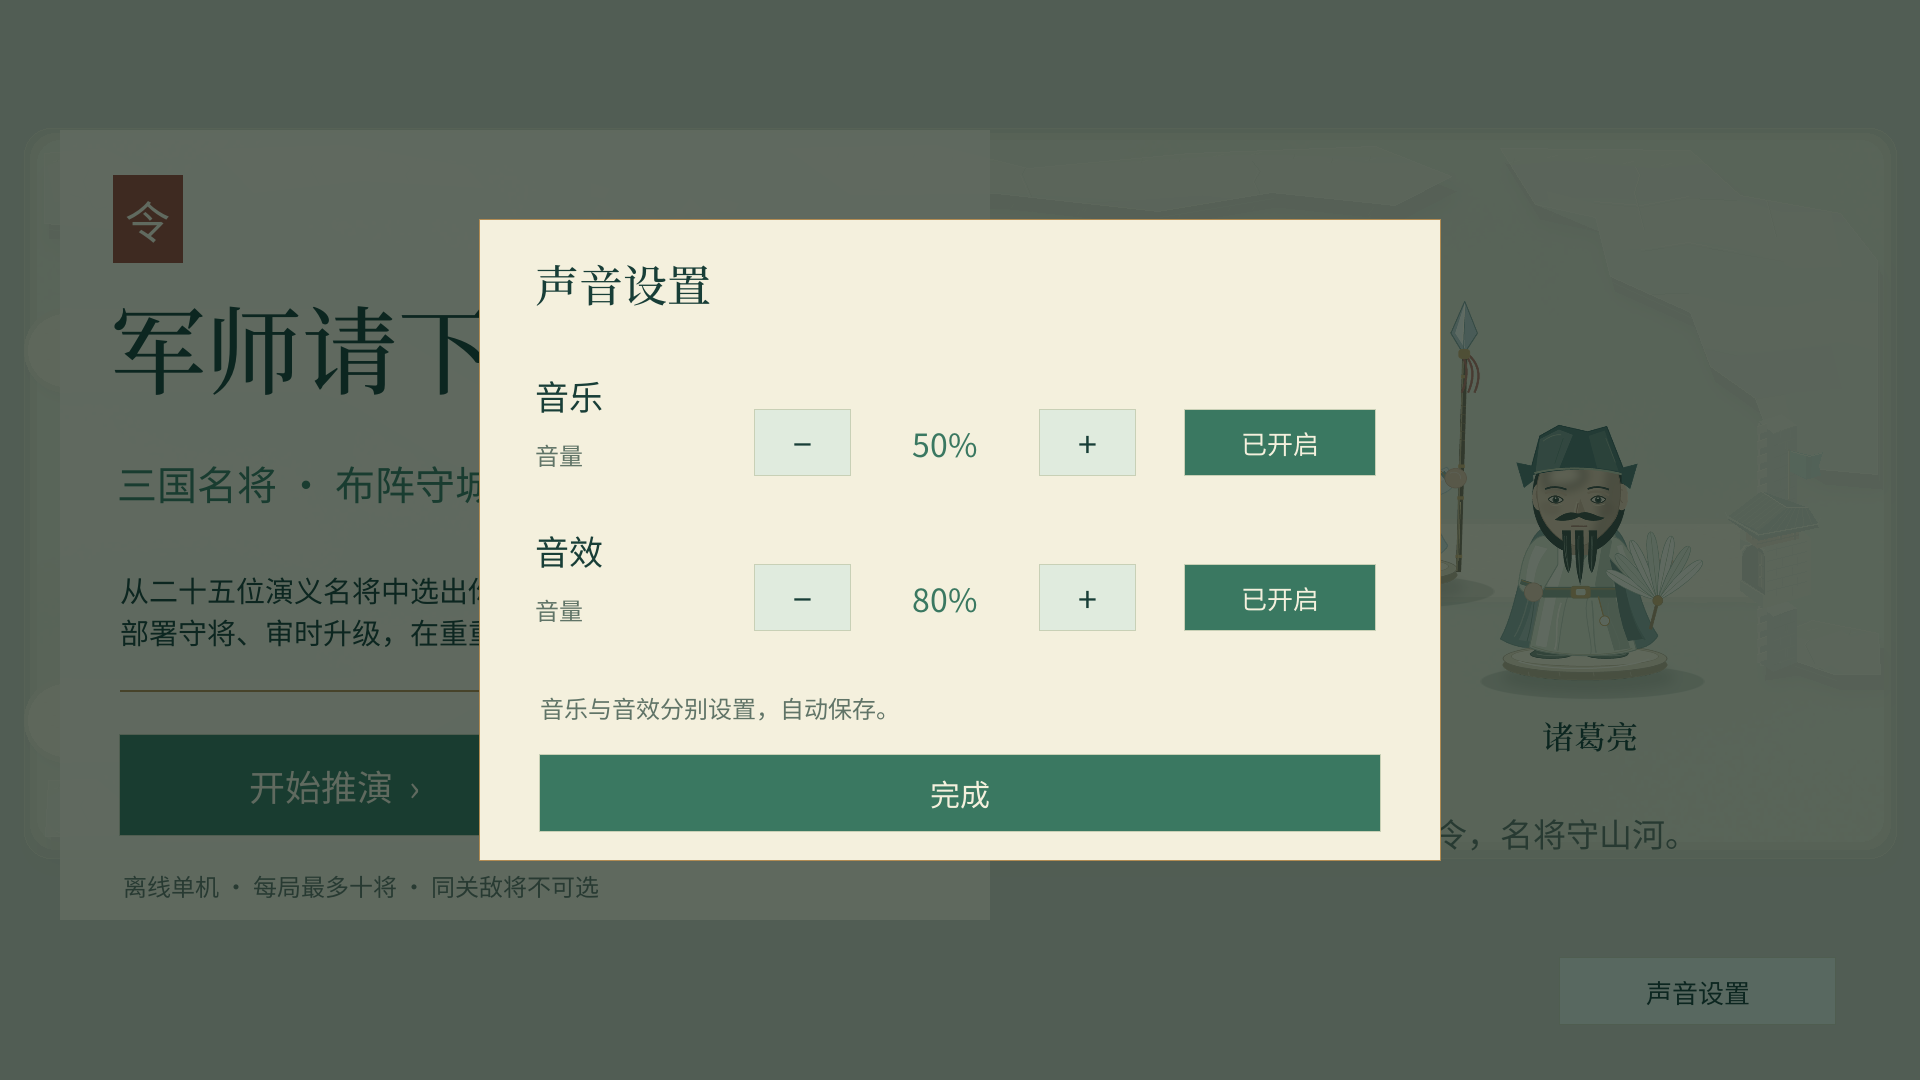 令
军师请下
三国名将 · 布阵守城
从二十五位演义名将中选出
部署守将、审时升级，在重重
开始推演 ›
离线单机 · 每局最多十将 · 同关敌将不可选
声音设置
音乐
音量
−
50%
+
已开启
音效
音量
−
80%
+
已开启
音乐与音效分别设置，自动保存。
完成
诸葛亮
令，名将守山河。
声音设置